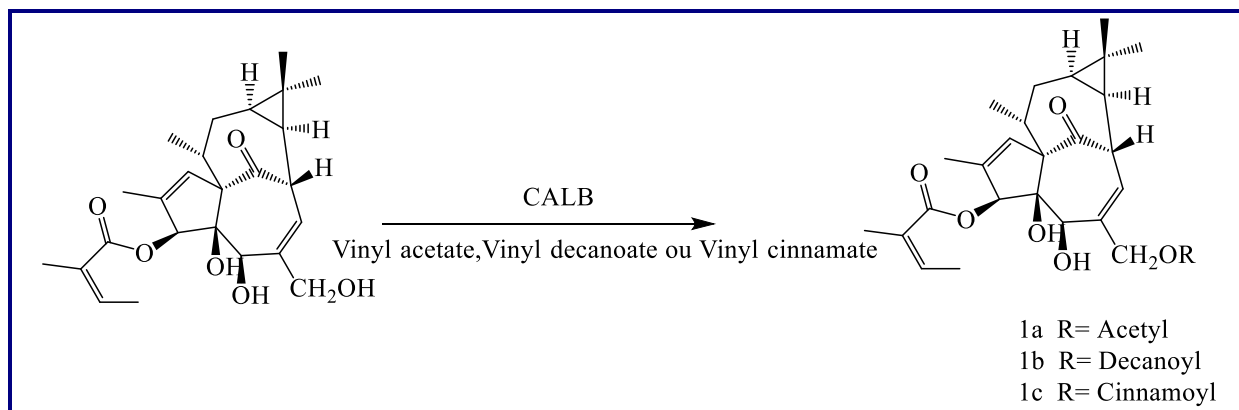 H
H
O
H
O
O
OH
OH
CH2OH
CALB
Vinyl acetate,Vinyl decanoate ou Vinyl cinnamate
H
H
O
H
O
O
OH
OH
CH2OR
1a R= Acetyl
1b R= Decanoyl
1c R= Cinnamoyl